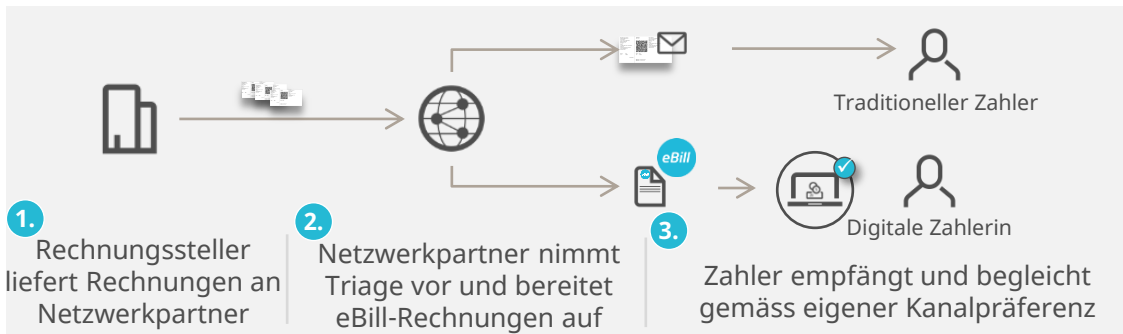 Traditioneller Zahler
eBill
Digitale Zahlerin
1.
Rechnungssteller
liefert Rechnungen an
Netzwerkpartner
2.
Netzwerkpartner nimmt
Triage vor und bereitet
eBill-Rechnungen auf
3.
Zahler empfängt und begleicht
gemäss eigener Kanalpräferenz